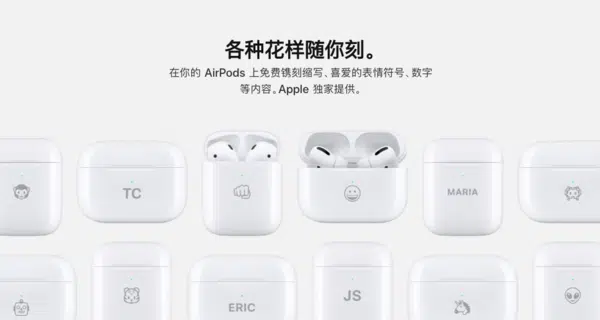 各种花样随你刻。
在你的 AirPods 上免费镌刻缩写、喜爱的表情符号、数字
等内容。Apple 独家提供。
TC
MARIA
ERIC
JS